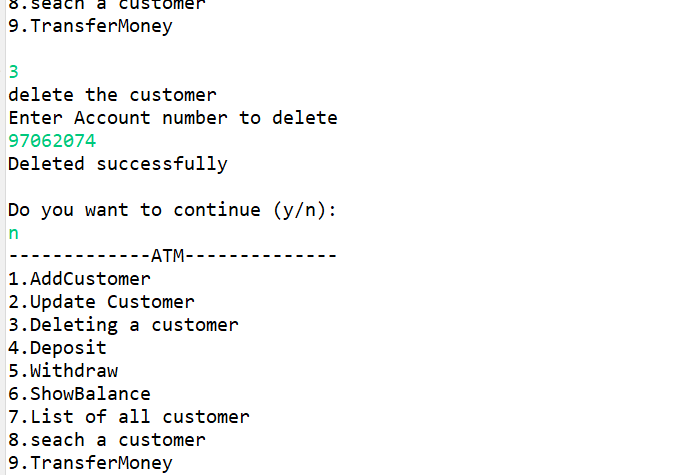 8.seach a customer
9.TransferMoney
3
delete the customer
Enter Account number to delete
97062074
Deleted successfully
Do you want to continue (y/n):
n
-------------ATM--------------
1.AddCustomer
2.Update Customer
3.Deleting a customer
4.Deposit
5.Withdraw
6.ShowBalance
7.List of all customer
8.seach a customer
9.TransferMoney